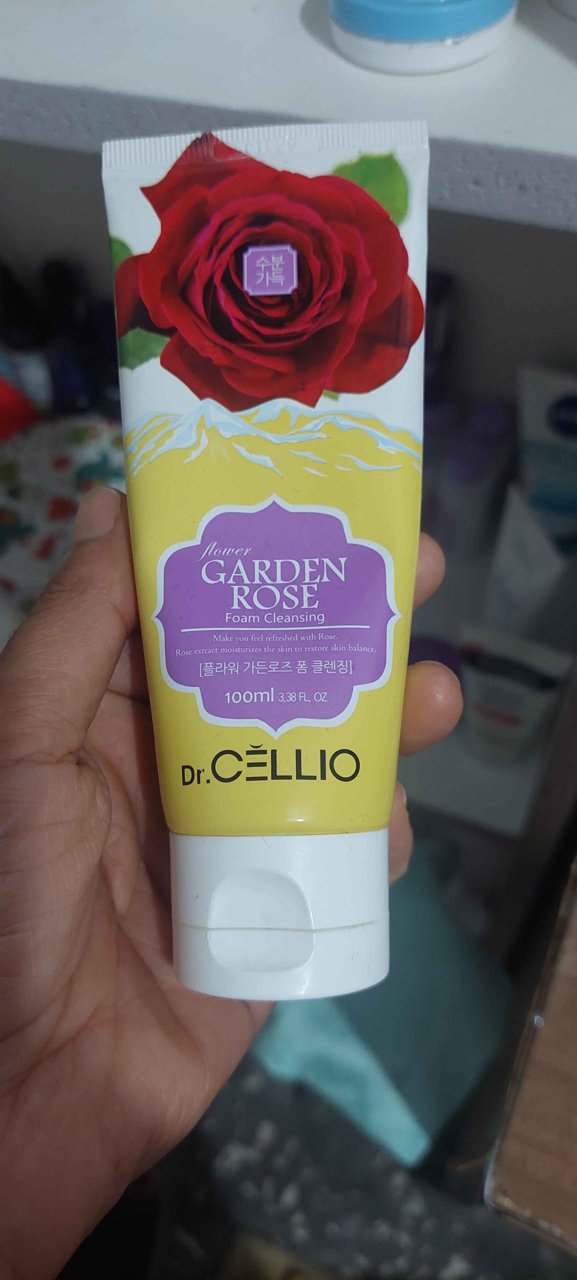 수분
가득
flower
GARDEN
ROSE
Foam Cleansing
Make you feel refreshed with Rose.
Rose extract moisturizes the skin to restore skin balance.
[플라워 가든로즈 폼 클렌징]
100ml 3.38 FL. OZ
Dr.CĔLLIO